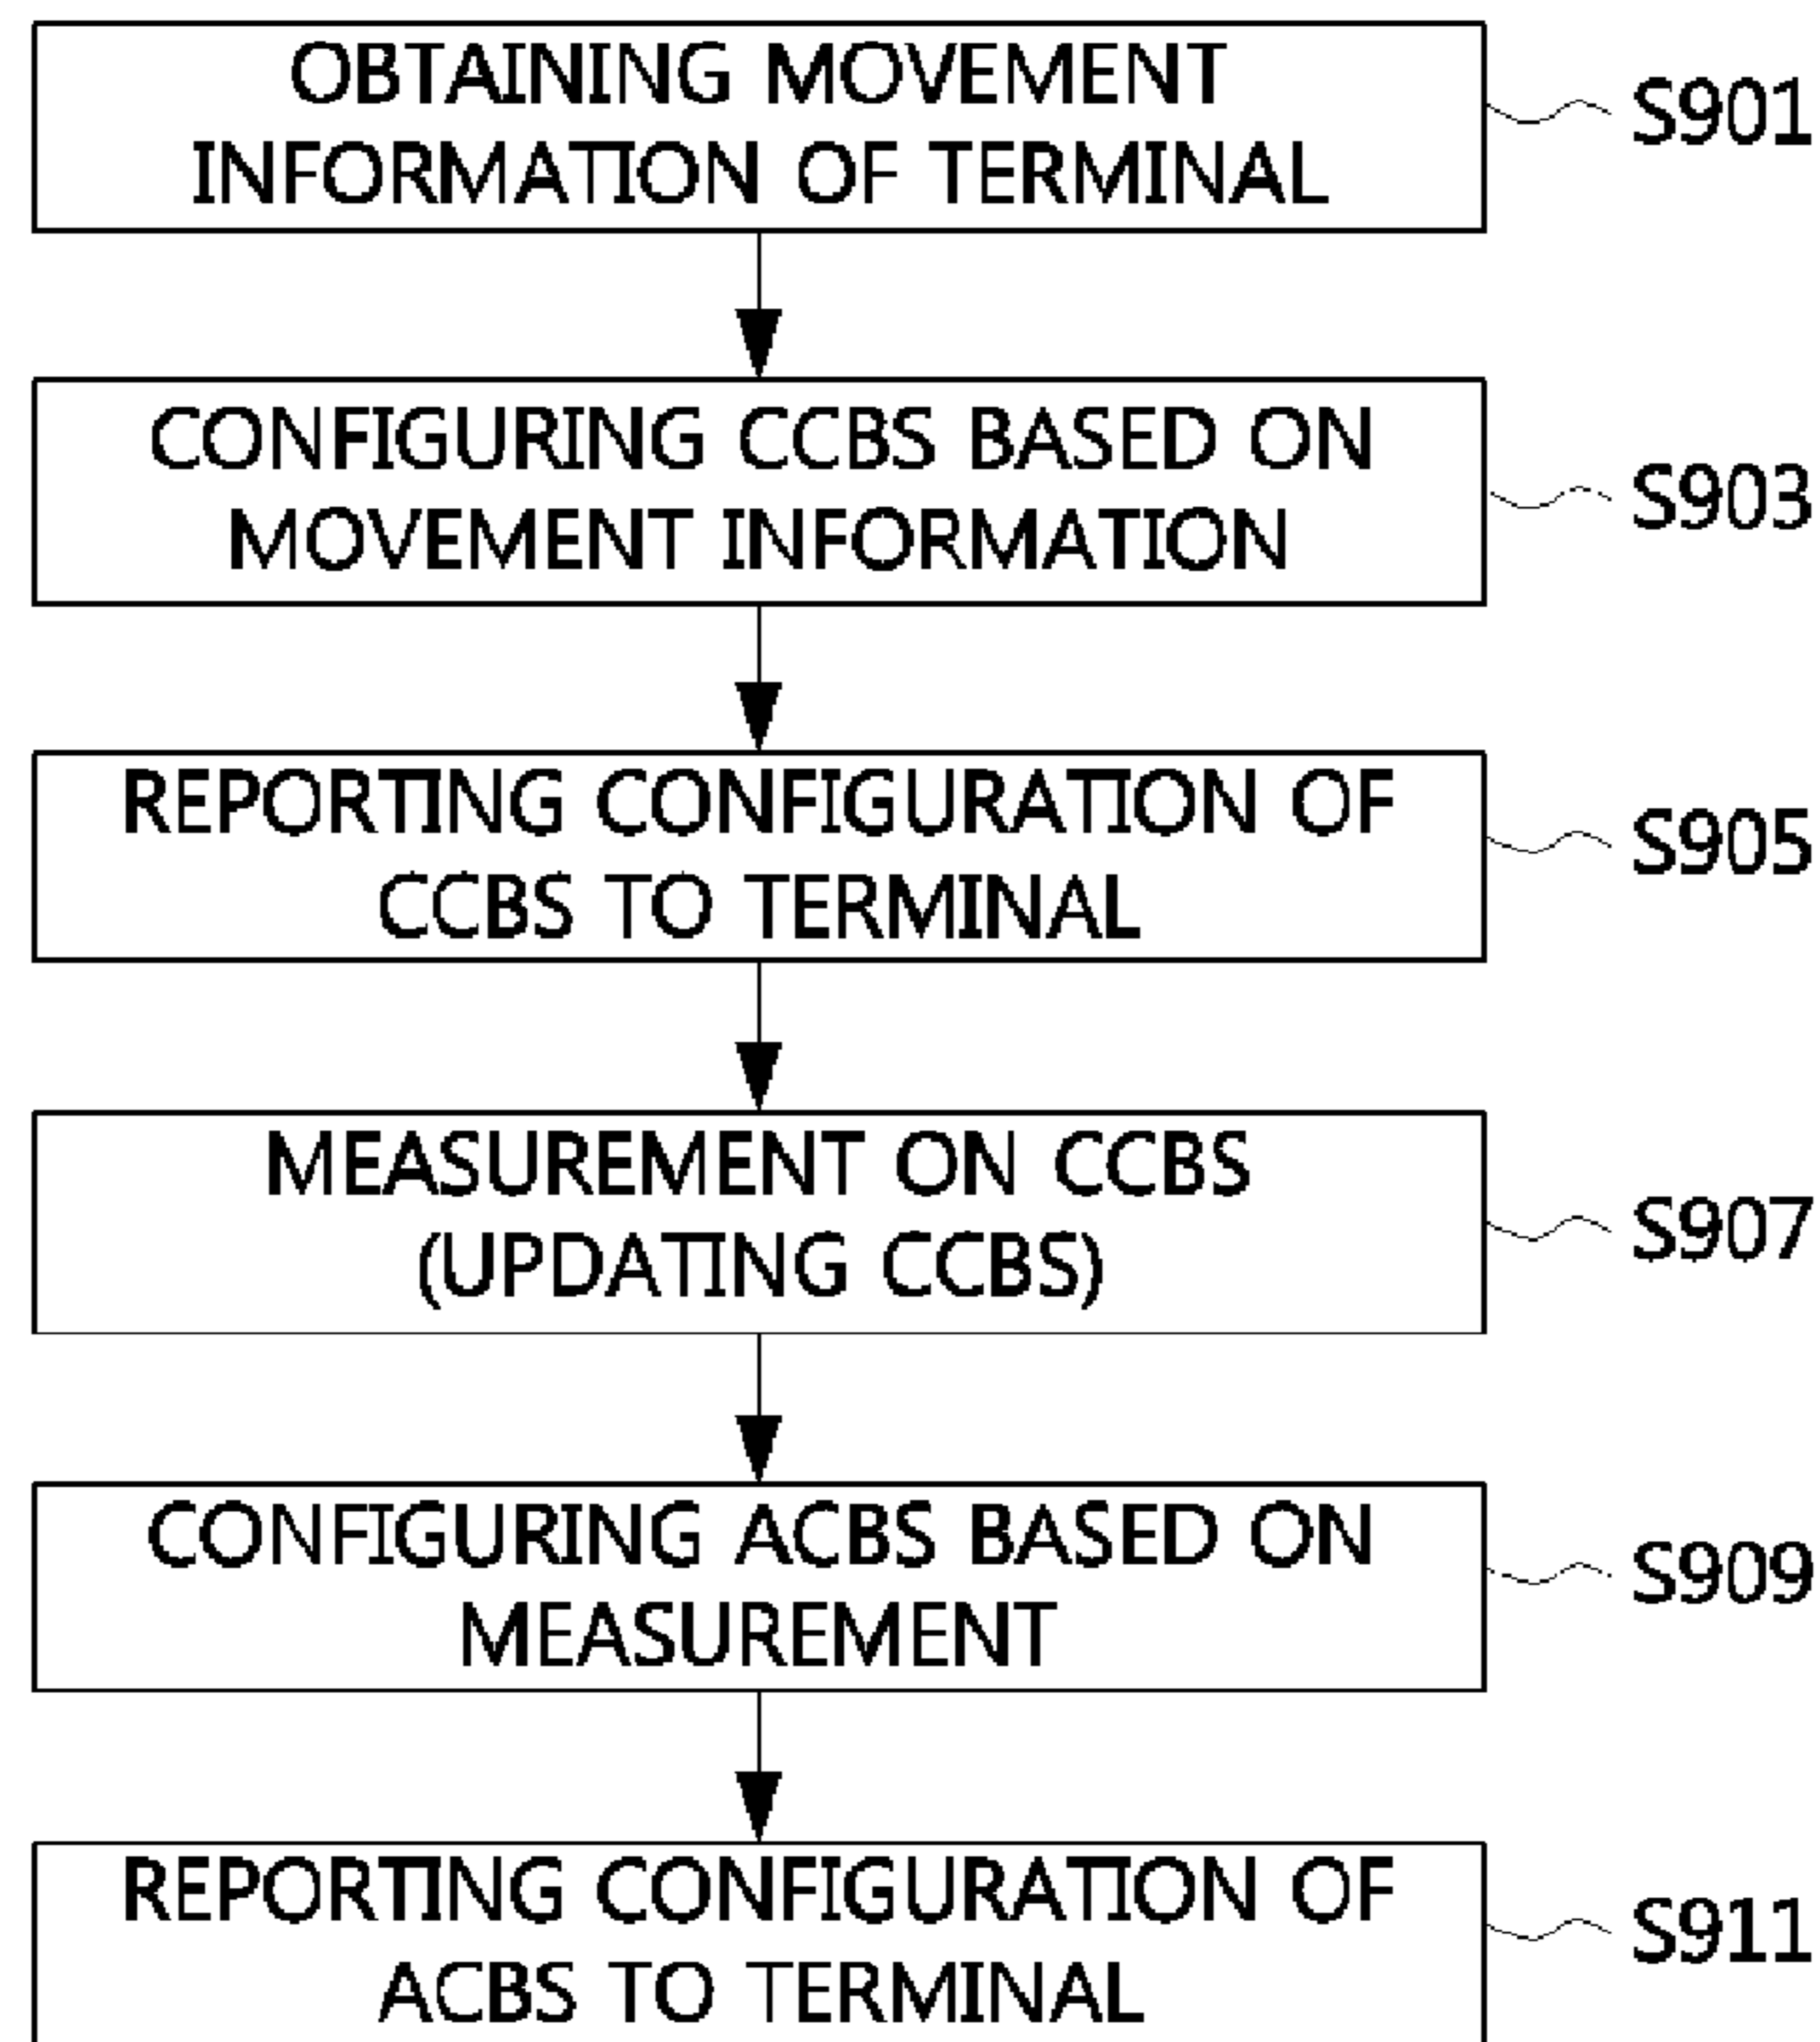 OBTAINING MOVEMENT
INFORMATION OF TERMINAL
S901
CONFIGURING CCBS BASED ON
MOVEMENT INFORMATION
S903
REPORTING CONFIGURATION OF
CCBS TO TERMINAL
S905
MEASUREMENT ON CCBS
(UPDATING CCBS)
S907
CONFIGURING ACBS BASED ON
MEASUREMENT
S909
REPORTING CONFIGURATION OF
ACBS TO TERMINAL
S911